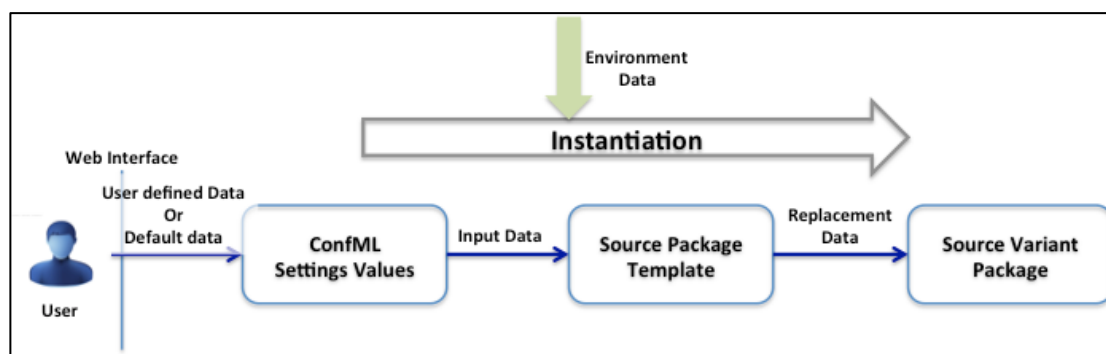 Environment
Data
Instantiation
Web Interface
User defined Data
Or
Default data
ConfML
Settings Values
Input Data
Source Package
Template
Replacement
Data
Source Variant
Package
User